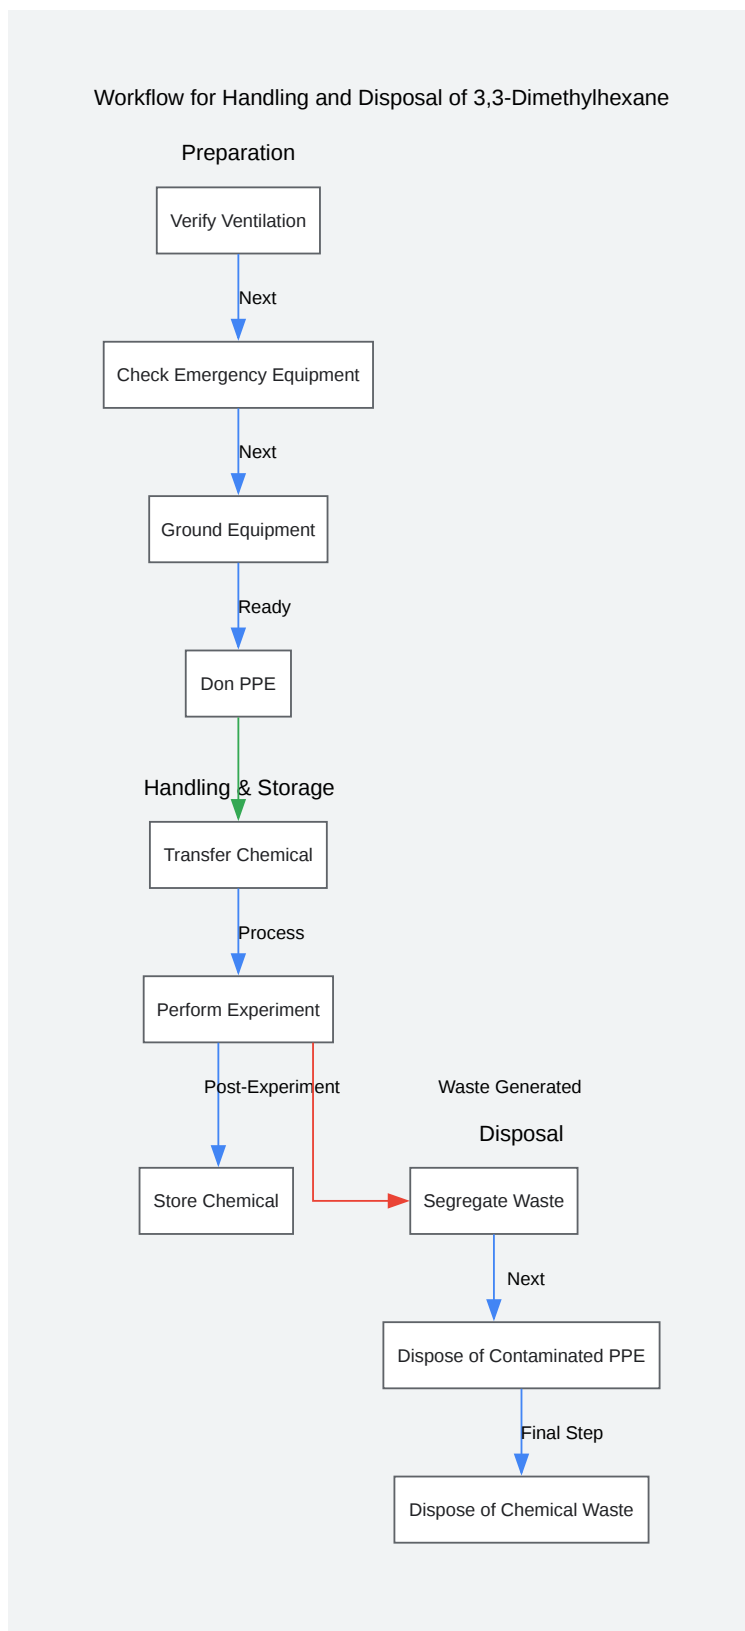 Workflow for Handling and Disposal of 3,3-Dimethylhexane
Preparation
Verify Ventilation
Next
Check Emergency Equipment
Next
Ground Equipment
Ready
Don PPE
Handling & Storage
Transfer Chemical
Process
Perform Experiment
Post-Experiment
Waste Generated
Disposal
Store Chemical
Segregate Waste
Next
Dispose of Contaminated PPE
Final Step
Dispose of Chemical Waste